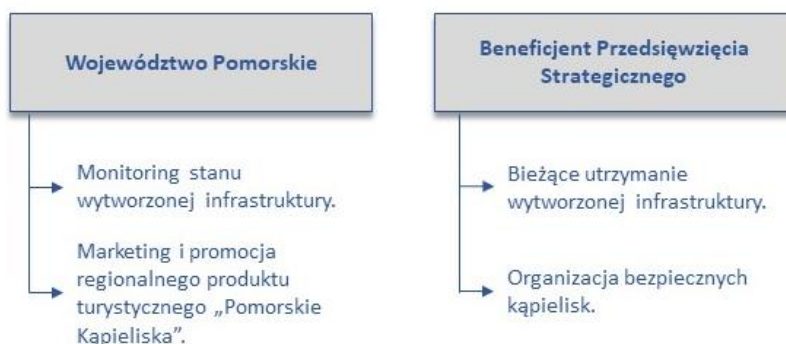 Województwo Pomorskie
Monitoring stanu
wytworzonej infrastruktury.
Marketing i promocja
regionalnego produktu
turystycznego „Pomorskie
Kąpieliska”.
Beneficjent Przedsięwzięcia
Strategicznego
Bieżące utrzymanie
wytworzonej infrastruktury.
Organizacja bezpiecznych
kąpielisk.